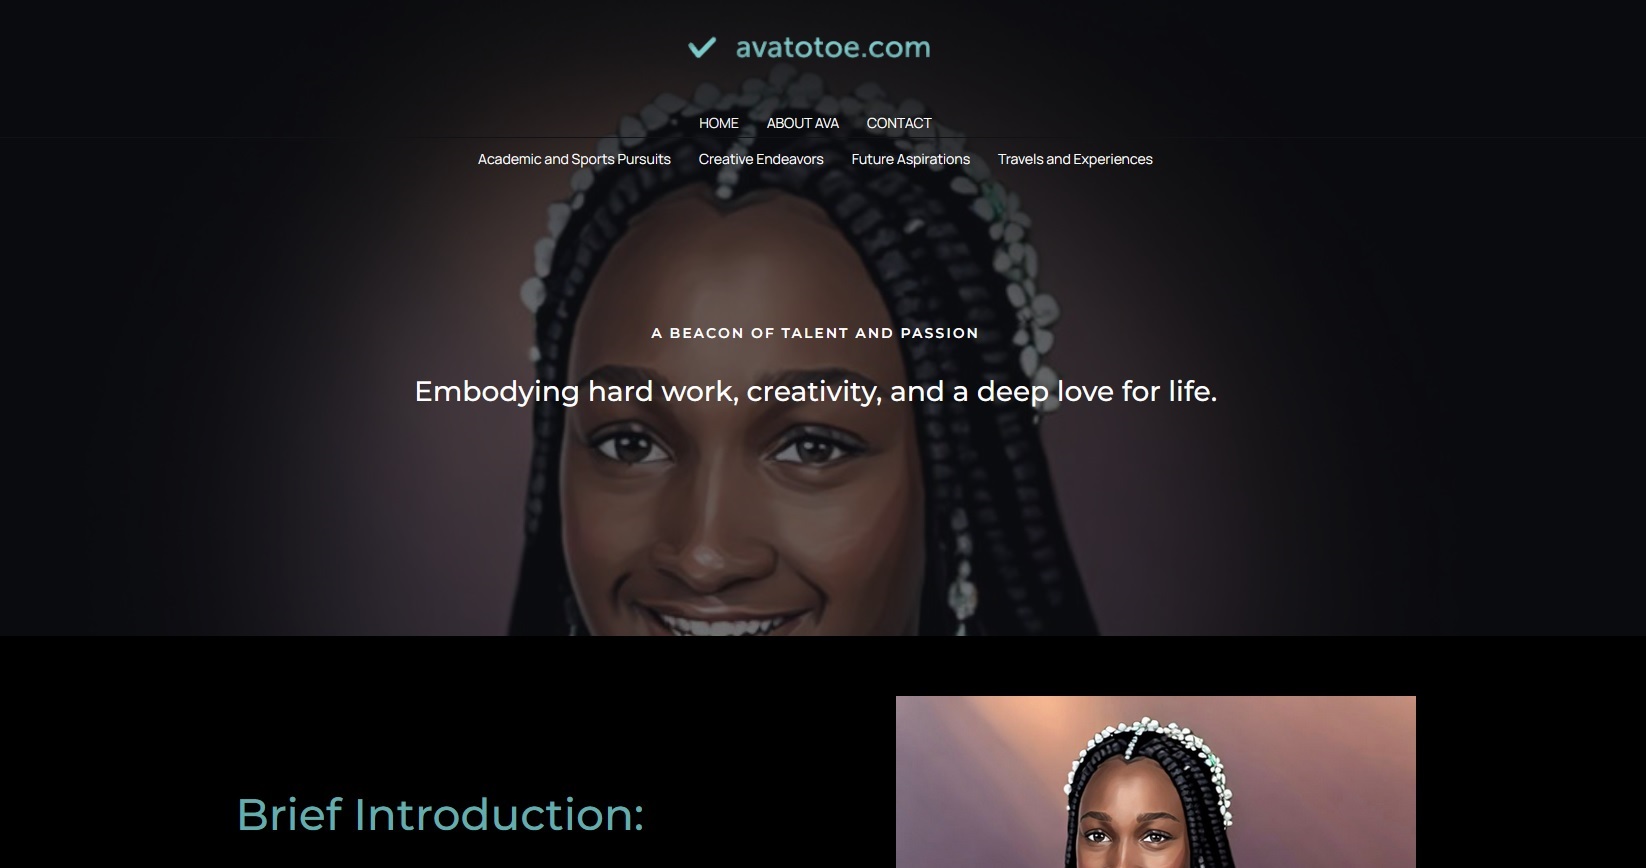 avatotoe.com
HOME ABOUT AVA CONTACT
Academic and Sports Pursuits Creative Endeavors Future Aspirations Travels and Experiences
A BEACON OF TALENT AND PASSION
Embodying hard work, creativity, and a deep love for life.
Brief Introduction: